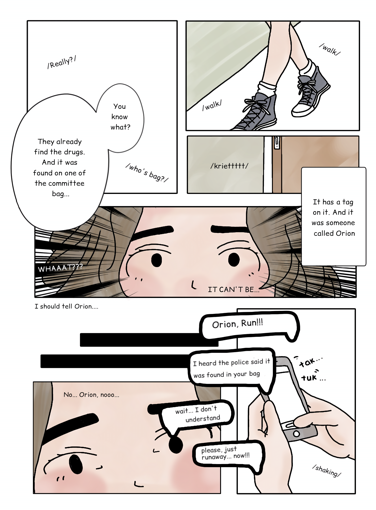 /Really?/
You
know
what?
They already
find the drugs.
And it was
found on one of
the committee
bag...
/who's bag?/
/walk/
/walk/
/krietttttt/
It has a tag
on it. And it
was someone
called Orion
WHAAAT???
IT CAN'T BE...
I should tell Orion....
Orion, Run!!!
I heard the police said it
was found in your bag
tak...
tuk...
No... Orion, nooo...
wait... I don't
understand
please, just
runaway... now!!!
/shaking/